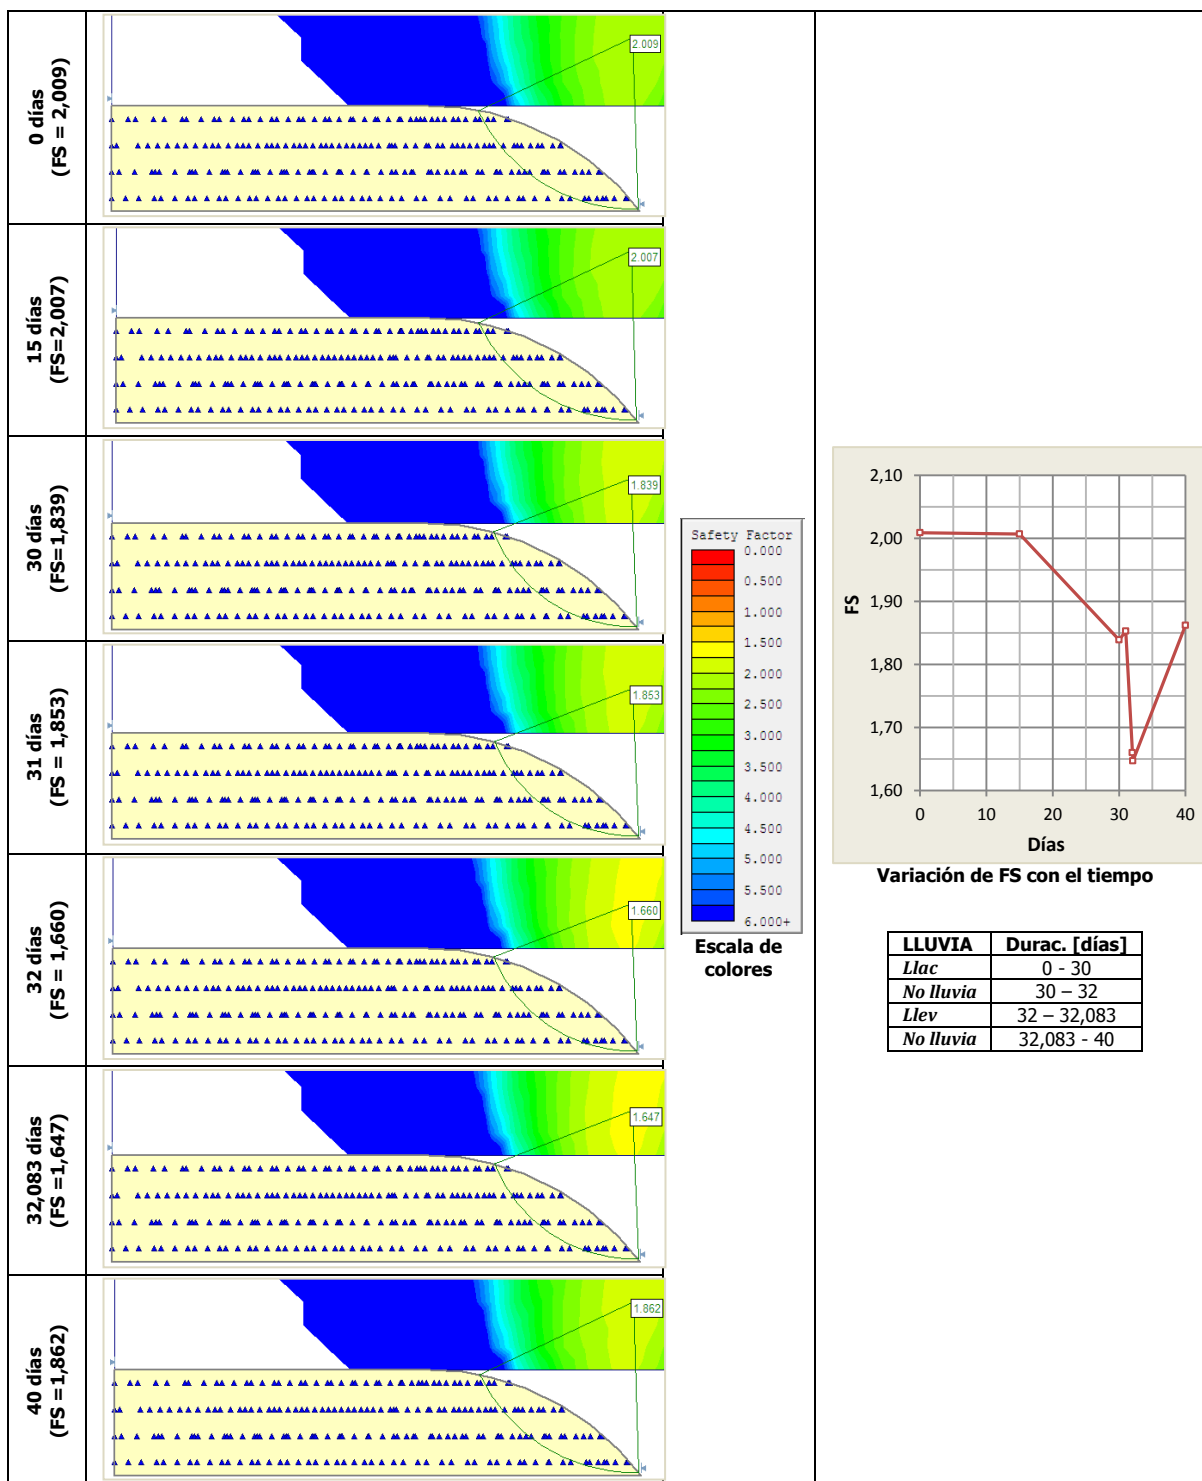 0 días
(FS = 2,009)
2.009
15 días
(FS=2,007)
2.007
30 días
(FS=1,839)
1.839
31 días
(FS = 1,853)
1.853
32 días
(FS = 1,660)
1.660
32,083 días
(FS =1,647)
1.647
40 días
(FS =1,862)
1.862
Safety Factor
0.000
0.500
1.000
1.500
2.000
2.500
3.000
3.500
4.000
4.500
5.000
5.500
6.000+
Escala de
colores
2,10
2,00
1,90
1,80
1,70
1,60
FS
0 10 20 30 40
Días
Variación de FS con el tiempo
LLUVIA Durac. [días]
Llac 0 - 30
No lluvia 30 – 32
Llev 32 – 32,083
No lluvia 32,083 - 40